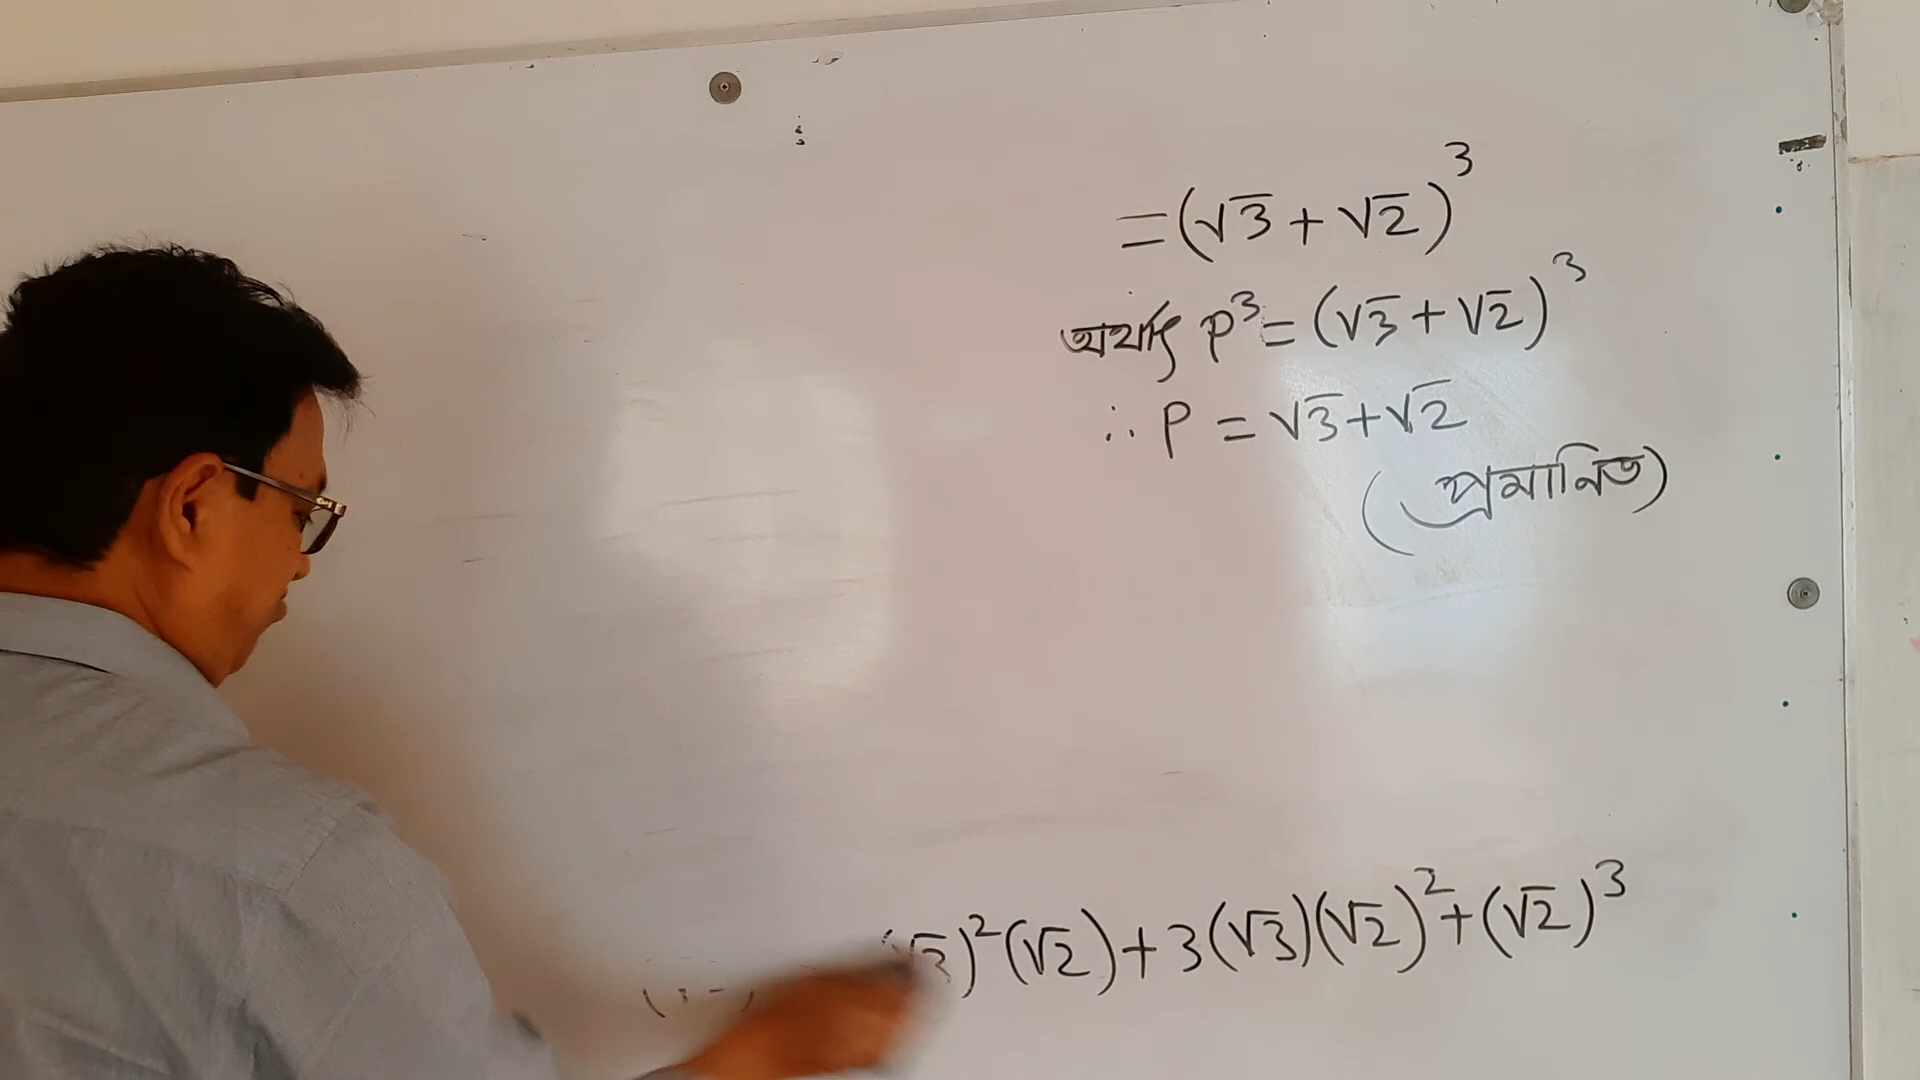 = (√3 + √2)³
অর্থাৎ p³ = (√3 + √2)³
∴ p = √3 + √2
(প্রমানিত)
(√3)²(√2) + 3(√3)(√2)² + (√2)³